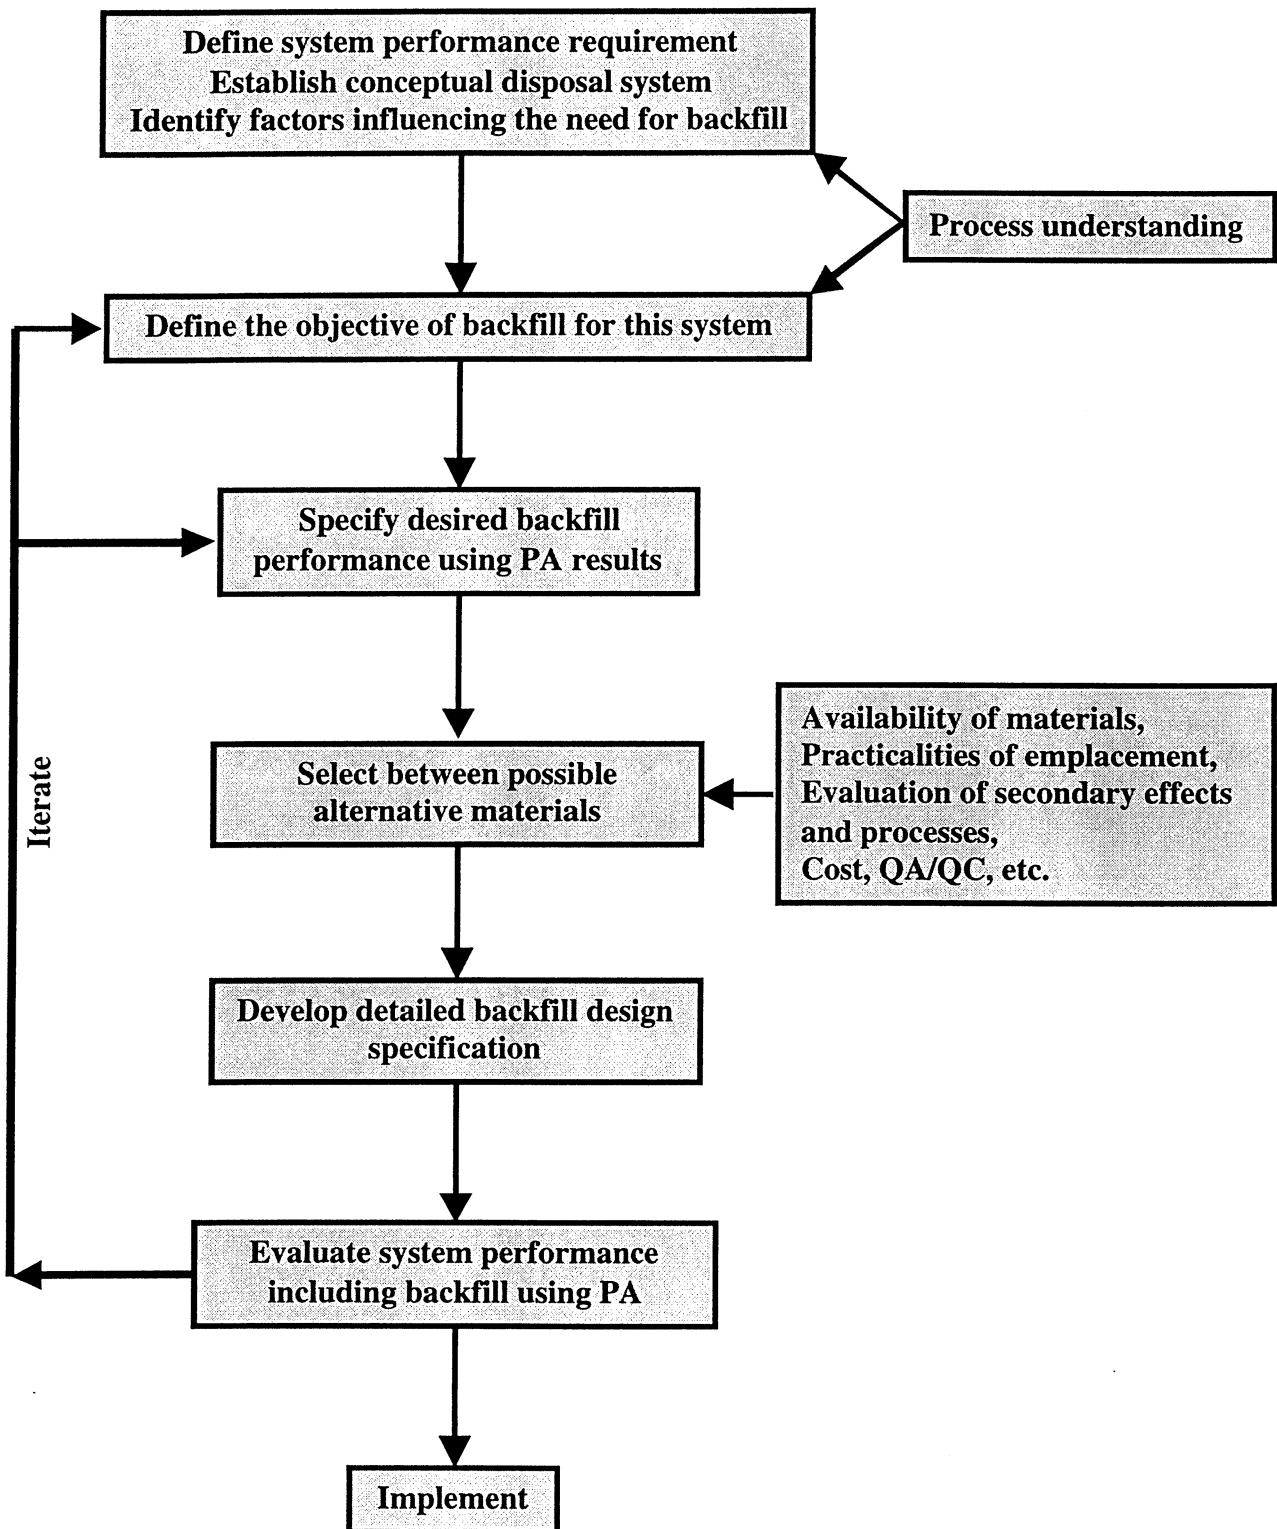 Define system performance requirement
Establish conceptual disposal system
Identify factors influencing the need for backfill
Process understanding
Define the objective of backfill for this system
Specify desired backfill
performance using PA results
Availability of materials,
Practicalities of emplacement,
Evaluation of secondary effects
and processes,
Cost, QA/QC, etc.
Select between possible
alternative materials
Iterate
Develop detailed backfill design
specification
Evaluate system performance
including backfill using PA
Implement